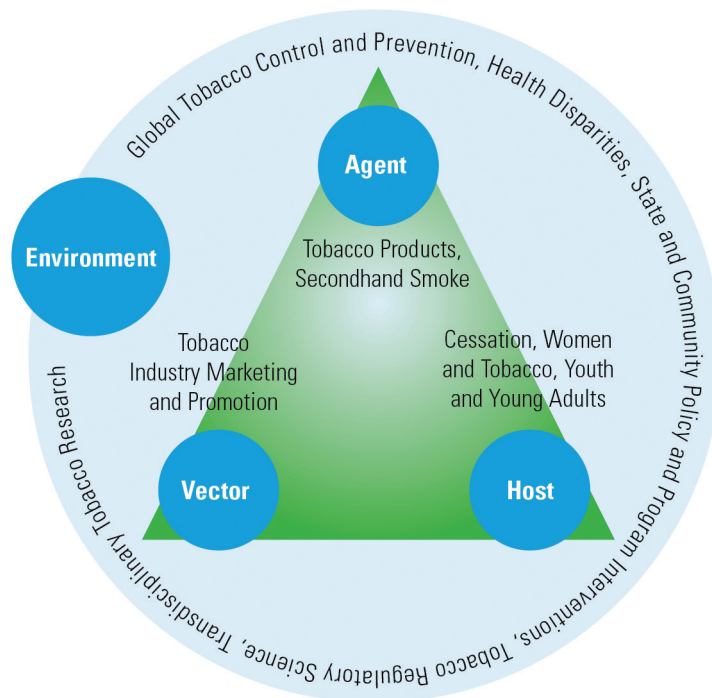 Global Tobacco Control and Prevention, Health Disparities, State and Community Policy and Program Interventions, Tobacco Regulatory Science, Transdisciplinary Tobacco Research
Agent
Tobacco Products,
Secondhand Smoke
Environment
Tobacco
Industry Marketing
and Promotion
Vector
Cessation, Women
and Tobacco, Youth
and Young Adults
Host